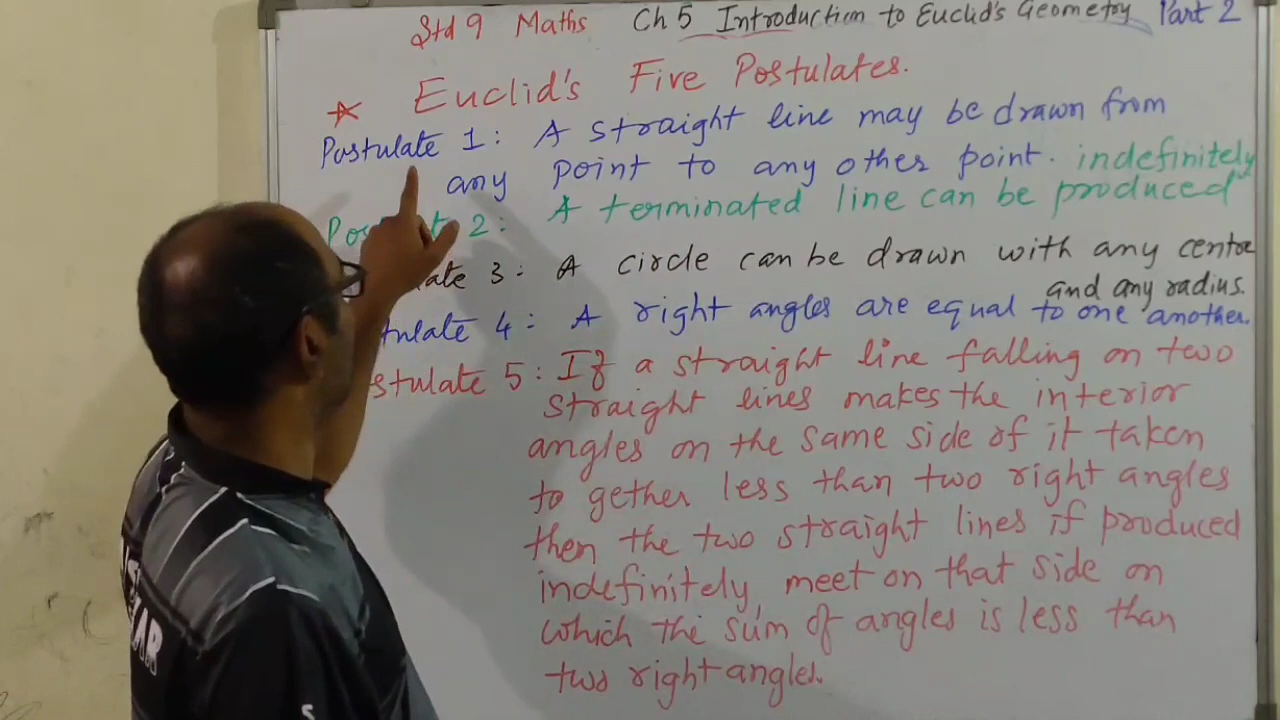 Std 9 Maths Ch 5 Introduction to Euclid's Geometry Part 2
Euclid's Five Postulates.
Postulate 1: A straight line may be drawn from
any point to any other point. indefinitely
2: A terminated line can be produced
3: A circle can be drawn with any centre
and any radius.
4: A right angles are equal to one another.
5: If a straight line falling on two
straight lines makes the interior
angles on the same side of it taken
to gether less than two right angles
then the two straight lines if produced
indefinitely, meet on that side on
which the sum of angles is less than
two right angles.